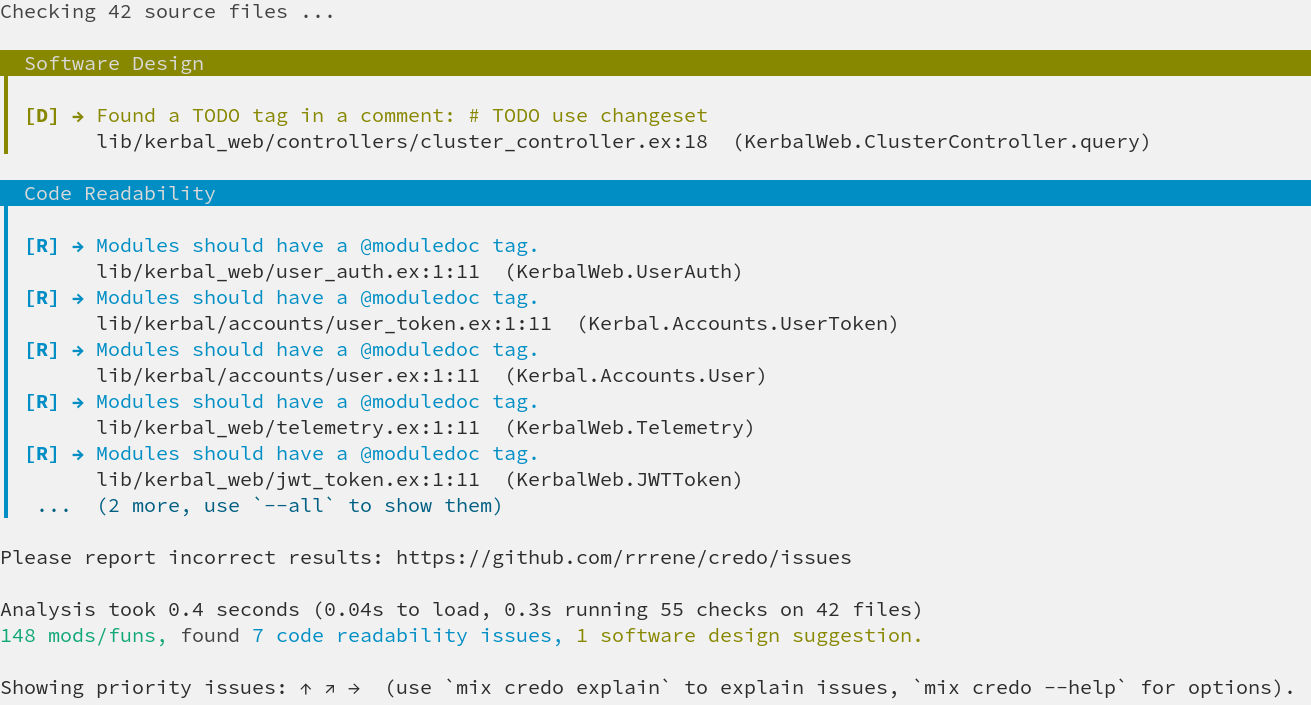 Checking 42 source files ...
Software Design
[D] → Found a TODO tag in a comment: # TODO use changeset
lib/kerbal_web/controllers/cluster_controller.ex:18  (KerbalWeb.ClusterController.query)
Code Readability
[R] → Modules should have a @moduledoc tag.
lib/kerbal_web/user_auth.ex:1:11  (KerbalWeb.UserAuth)
[R] → Modules should have a @moduledoc tag.
lib/kerbal/accounts/user_token.ex:1:11  (Kerbal.Accounts.UserToken)
[R] → Modules should have a @moduledoc tag.
lib/kerbal/accounts/user.ex:1:11  (Kerbal.Accounts.User)
[R] → Modules should have a @moduledoc tag.
lib/kerbal_web/telemetry.ex:1:11  (KerbalWeb.Telemetry)
[R] → Modules should have a @moduledoc tag.
lib/kerbal_web/jwt_token.ex:1:11  (KerbalWeb.JWTToken)
...  (2 more, use `--all` to show them)
Please report incorrect results: https://github.com/rrrene/credo/issues
Analysis took 0.4 seconds (0.04s to load, 0.3s running 55 checks on 42 files)
148 mods/funs, found 7 code readability issues, 1 software design suggestion.
Showing priority issues: ↑ ↗ →  (use `mix credo explain` to explain issues, `mix credo --help` for options).